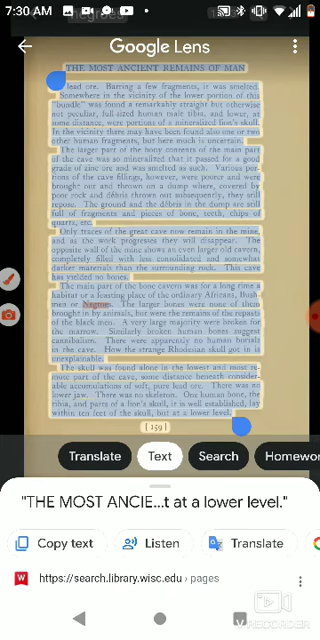 7:30 AM
Google Lens
THE MOST ANCIENT REMAINS OF MAN
lead ore. Barring a few fragments, it was smelted.
Somewhere in the vicinity of the lower portion of this
"bundle" was found a remarkably straight but otherwise
not peculiar, full-sized human male tibia, and lower, at
some distance, were portions of a mineralized lion's skull.
In the vicinity there may have been found also one or two
other human fragments, but here much is uncertain.
The larger part of the bony contents of the main part
of the cave was so mineralized that it passed for a good
grade of zinc ore and was smelted as such. Various por-
tions of the cave fillings, however, were poorer and were
brought out and thrown on a dump where, covered by
poor rock and débris thrown out subsequently, they still
repose. The ground and the débris in the dump are still
full of fragments and pieces of bone, teeth, chips of
quartz, etc.
Only traces of the great cave now remain in the mine,
and as the work progresses they will disappear. The
opposite wall of the mine shows an even larger old cavern,
completely filled with less consolidated and somewhat
darker materials than the surrounding rock. This cave
has yielded no bones.
The main part of the bone cavern was for a long time a
habitat or a feasting place of the ordinary Africans, Bush-
men or Negroes. The larger bones were most of them
brought in by animals, but were the remains of the repasts
of the black men. A very large majority were broken for
the marrow. Similarly broken human bones suggest
cannibalism. There were apparently no human burials
in the cave. How the strange Rhodesian skull got in is
unexplainable.
The skull was found alone in the lowest and most re-
mote part of the cave, some distance beneath consider-
able accumulations of soft, pure lead ore. There was no
lower jaw. There was no skeleton. One human bone, the
tibia, and parts of a lion's skull, it is well established, lay
within ten feet of the skull, but at a lower level.
[159]
Translate
Text
Search
Homewor
"THE MOST ANCIE...t at a lower level."
Copy text
Listen
Translate
W
https://search.library.wisc.edu › pages
RECORDER